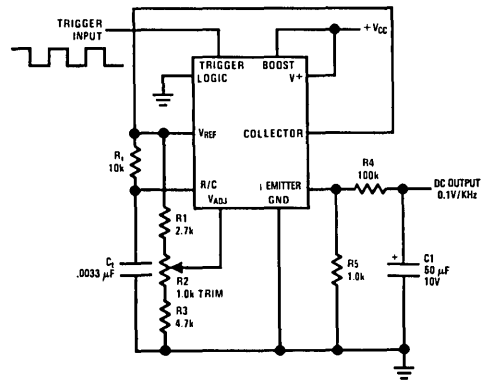 TRIGGER
INPUT
+VCC
TRIGGER
LOGIC
BOOST
V+
VREF
COLLECTOR
Rt
10k
R/C
VADJ
EMITTER
GND
R4
100k
DC OUTPUT
0.1V/KHz
R1
2.7k
Ct
.0033 µF
R2
1.0k TRIM
R3
4.7k
R5
1.0k
+
C1
50 µF
10V